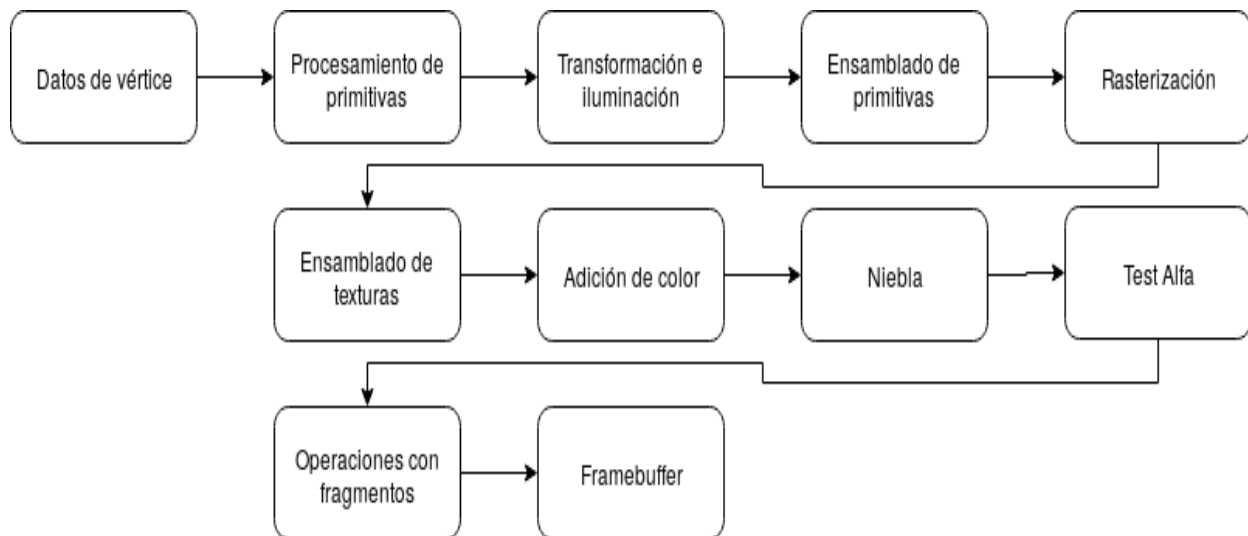 Datos de vértice
Procesamiento de
primitivas
Transformación e
iluminación
Ensamblado de
primitivas
Rasterización
Ensamblado de
texturas
Adición de color
Niebla
Test Alfa
Operaciones con
fragmentos
Framebuffer